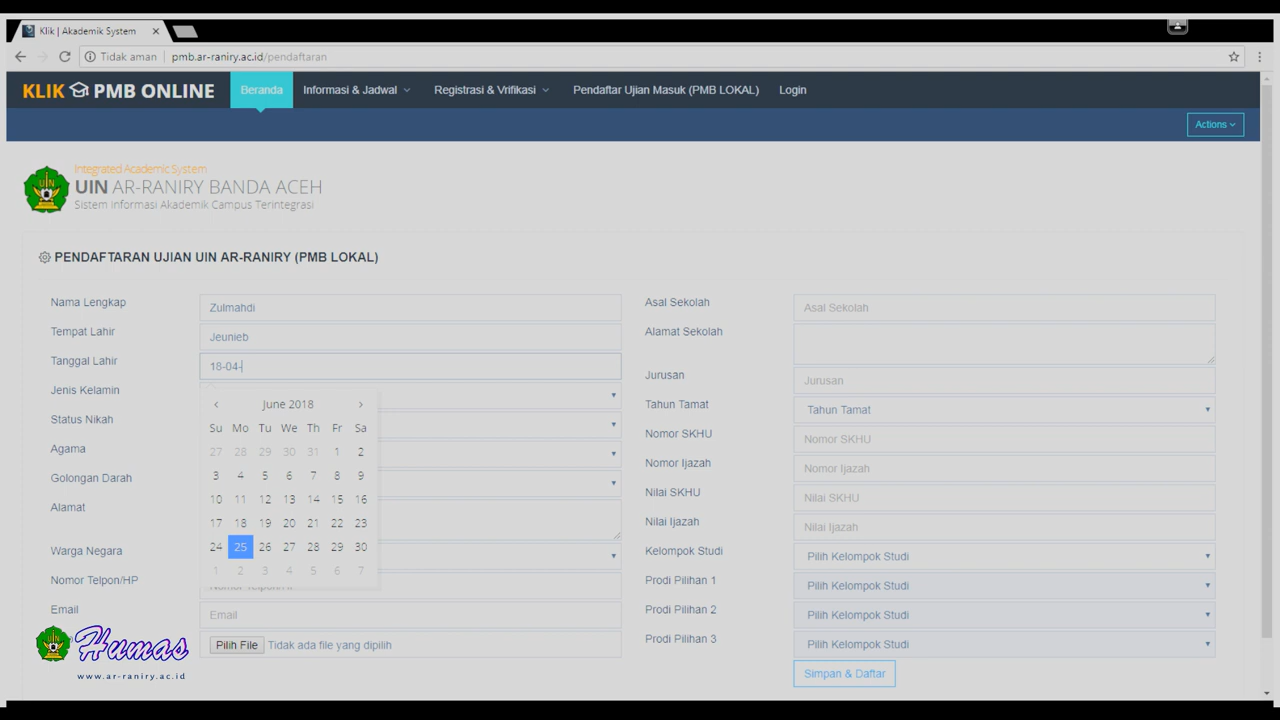 Klik | Akademik System
Tidak aman
pmb.ar-raniry.ac.id/pendaftaran
KLIK PMB ONLINE
Beranda
Informasi & Jadwal
Registrasi & Vrifikasi
Pendaftar Ujian Masuk (PMB LOKAL)
Login
Actions
Integrated Academic System
UIN AR-RANIRY BANDA ACEH
Sistem Informasi Akademik Campus Terintegrasi
PENDAFTARAN UJIAN UIN AR-RANIRY (PMB LOKAL)
Nama Lengkap
Zulmahdi
Tempat Lahir
Jeunieb
Tanggal Lahir
18-04-
Jenis Kelamin
Status Nikah
Agama
Golongan Darah
Alamat
Warga Negara
Nomor Telpon/HP
Email
Email
Pilih File Tidak ada file yang dipilih
‹ June 2018 ›
Su Mo Tu We Th Fr Sa
27 28 29 30 31 1 2
3 4 5 6 7 8 9
10 11 12 13 14 15 16
17 18 19 20 21 22 23
24 25 26 27 28 29 30
1 2 3 4 5 6 7
Asal Sekolah
Asal Sekolah
Alamat Sekolah
Jurusan
Jurusan
Tahun Tamat
Tahun Tamat
Nomor SKHU
Nomor SKHU
Nomor Ijazah
Nomor Ijazah
Nilai SKHU
Nilai SKHU
Nilai Ijazah
Nilai Ijazah
Kelompok Studi
Pilih Kelompok Studi
Prodi Pilihan 1
Pilih Kelompok Studi
Prodi Pilihan 2
Pilih Kelompok Studi
Prodi Pilihan 3
Pilih Kelompok Studi
Simpan & Daftar
Humas
www.ar-raniry.ac.id